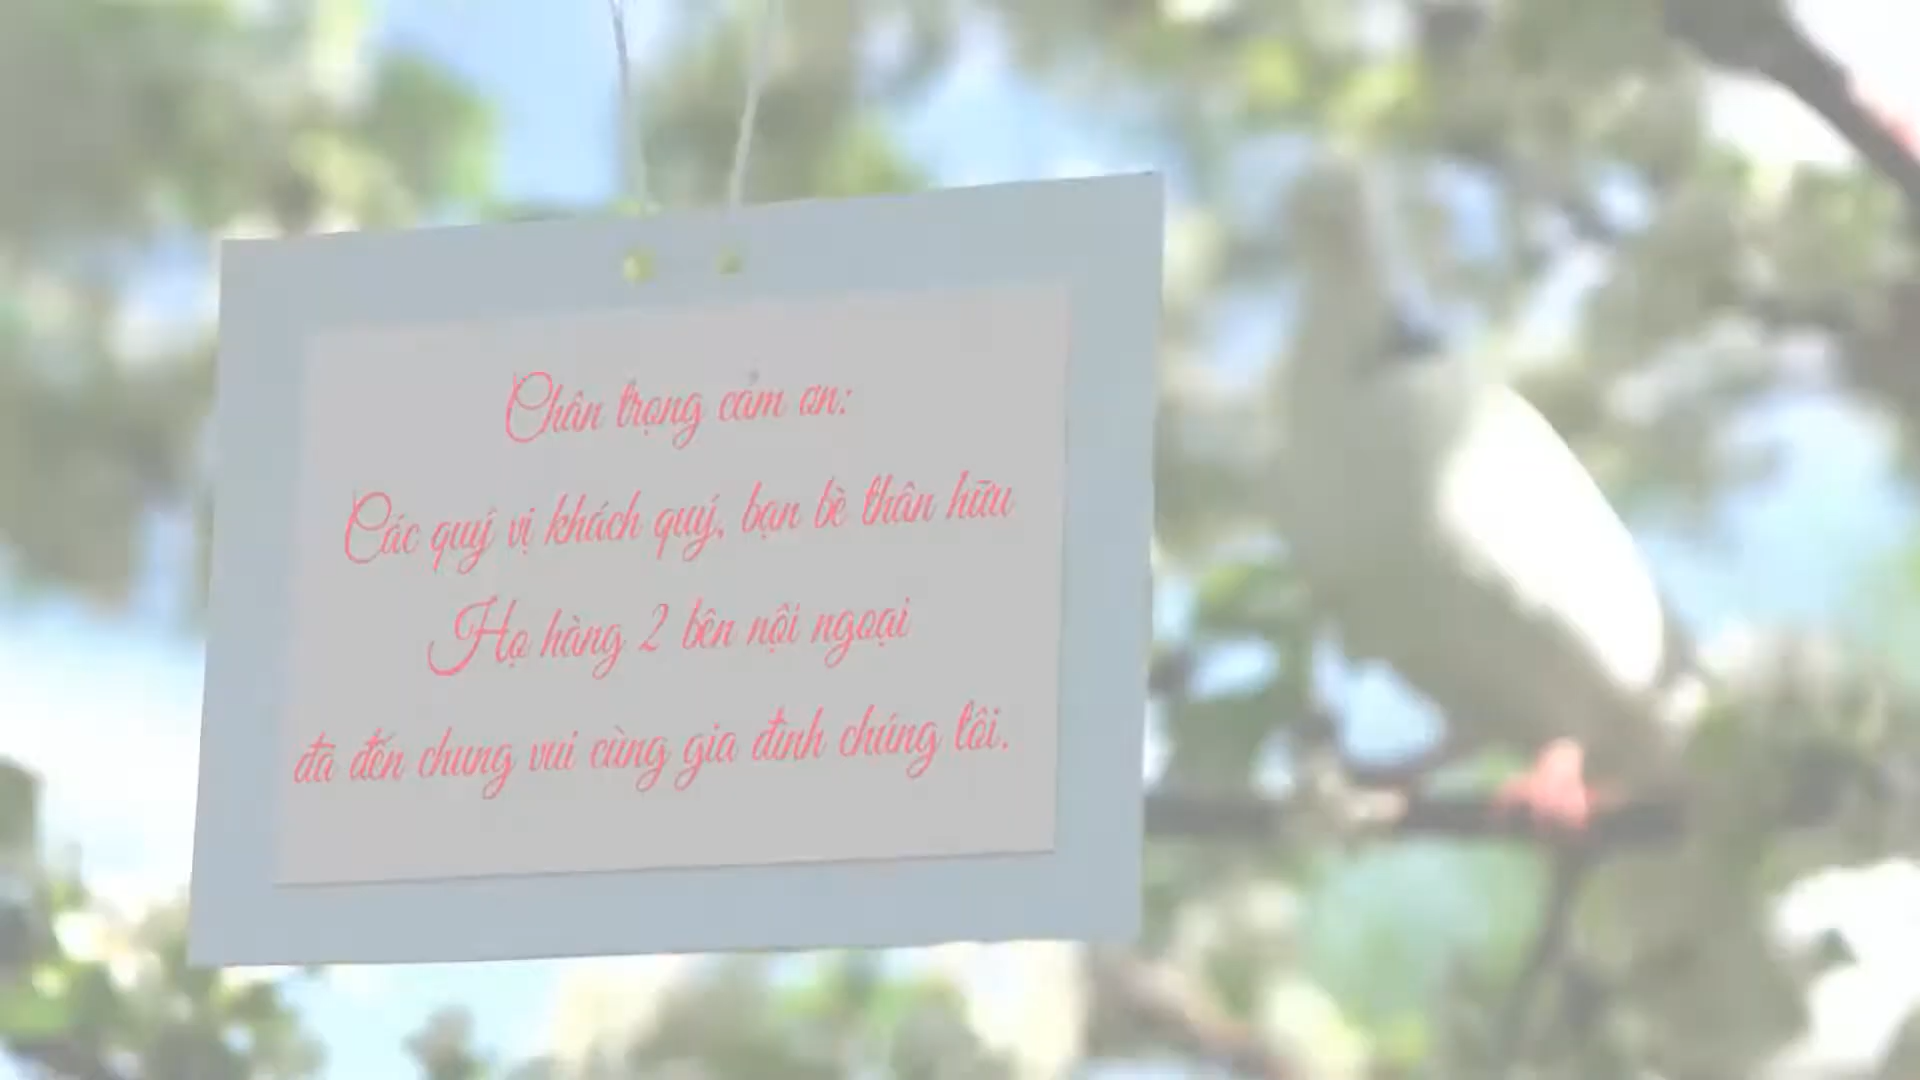 Chân trọng cảm ơn:
Các quý vị khách quý, bạn bè thân hữu
Họ hàng 2 bên nội ngoại
đã đến chung vui cùng gia đình chúng tôi.